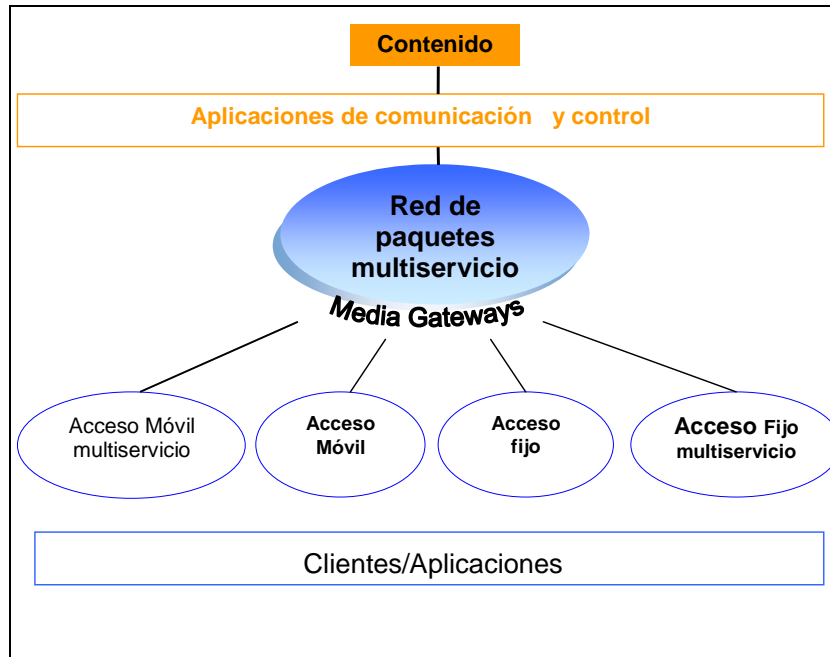 Contenido
Aplicaciones de comunicación y control
Red de
paquetes
multiservicio
Media Gateways
Acceso Móvil
multiservicio
Acceso
Móvil
Acceso
fijo
Acceso Fijo
multiservicio
Clientes/Aplicaciones